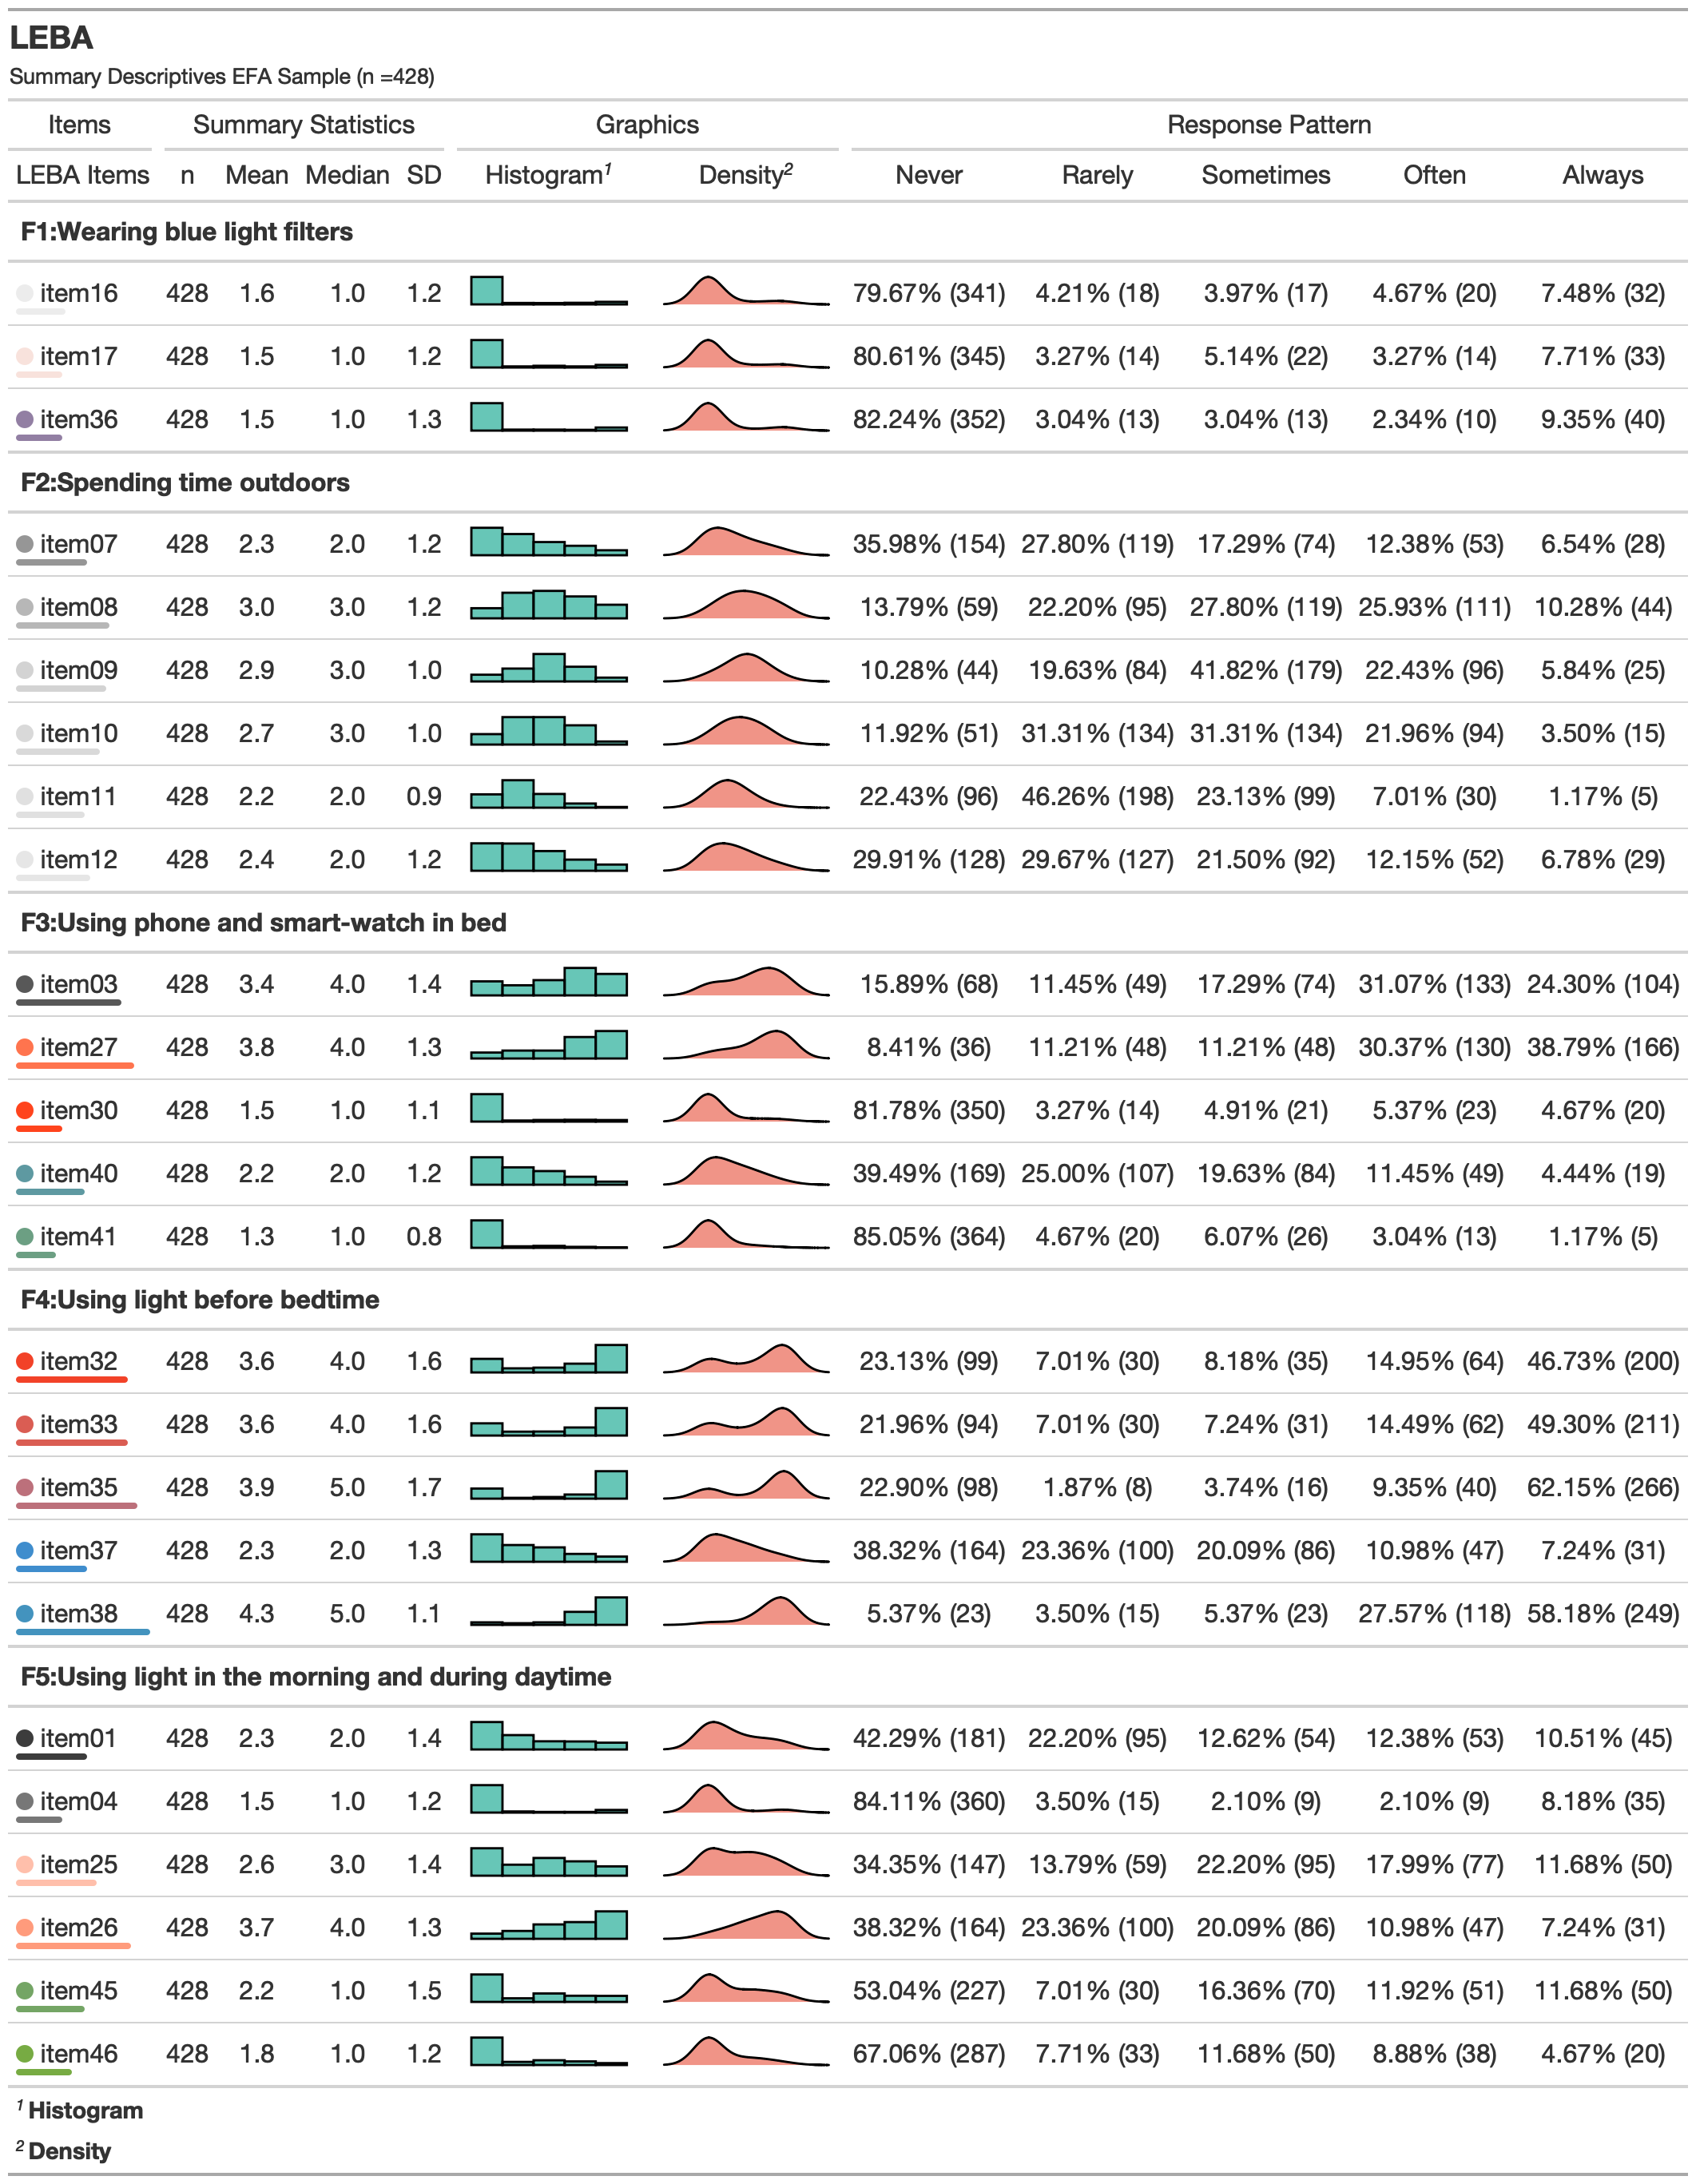 LEBA
Summary Descriptives EFA Sample (n =428)
Items Summary Statistics Graphics Response Pattern
LEBA Items n Mean Median SD Histogram1 Density2 Never Rarely Sometimes Often Always
F1:Wearing blue light filters
item16 428 1.6 1.0 1.2 79.67% (341) 4.21% (18) 3.97% (17) 4.67% (20) 7.48% (32)
item17 428 1.5 1.0 1.2 80.61% (345) 3.27% (14) 5.14% (22) 3.27% (14) 7.71% (33)
item36 428 1.5 1.0 1.3 82.24% (352) 3.04% (13) 3.04% (13) 2.34% (10) 9.35% (40)
F2:Spending time outdoors
item07 428 2.3 2.0 1.2 35.98% (154) 27.80% (119) 17.29% (74) 12.38% (53) 6.54% (28)
item08 428 3.0 3.0 1.2 13.79% (59) 22.20% (95) 27.80% (119) 25.93% (111) 10.28% (44)
item09 428 2.9 3.0 1.0 10.28% (44) 19.63% (84) 41.82% (179) 22.43% (96) 5.84% (25)
item10 428 2.7 3.0 1.0 11.92% (51) 31.31% (134) 31.31% (134) 21.96% (94) 3.50% (15)
item11 428 2.2 2.0 0.9 22.43% (96) 46.26% (198) 23.13% (99) 7.01% (30) 1.17% (5)
item12 428 2.4 2.0 1.2 29.91% (128) 29.67% (127) 21.50% (92) 12.15% (52) 6.78% (29)
F3:Using phone and smart-watch in bed
item03 428 3.4 4.0 1.4 15.89% (68) 11.45% (49) 17.29% (74) 31.07% (133) 24.30% (104)
item27 428 3.8 4.0 1.3 8.41% (36) 11.21% (48) 11.21% (48) 30.37% (130) 38.79% (166)
item30 428 1.5 1.0 1.1 81.78% (350) 3.27% (14) 4.91% (21) 5.37% (23) 4.67% (20)
item40 428 2.2 2.0 1.2 39.49% (169) 25.00% (107) 19.63% (84) 11.45% (49) 4.44% (19)
item41 428 1.3 1.0 0.8 85.05% (364) 4.67% (20) 6.07% (26) 3.04% (13) 1.17% (5)
F4:Using light before bedtime
item32 428 3.6 4.0 1.6 23.13% (99) 7.01% (30) 8.18% (35) 14.95% (64) 46.73% (200)
item33 428 3.6 4.0 1.6 21.96% (94) 7.01% (30) 7.24% (31) 14.49% (62) 49.30% (211)
item35 428 3.9 5.0 1.7 22.90% (98) 1.87% (8) 3.74% (16) 9.35% (40) 62.15% (266)
item37 428 2.3 2.0 1.3 38.32% (164) 23.36% (100) 20.09% (86) 10.98% (47) 7.24% (31)
item38 428 4.3 5.0 1.1 5.37% (23) 3.50% (15) 5.37% (23) 27.57% (118) 58.18% (249)
F5:Using light in the morning and during daytime
item01 428 2.3 2.0 1.4 42.29% (181) 22.20% (95) 12.62% (54) 12.38% (53) 10.51% (45)
item04 428 1.5 1.0 1.2 84.11% (360) 3.50% (15) 2.10% (9) 2.10% (9) 8.18% (35)
item25 428 2.6 3.0 1.4 34.35% (147) 13.79% (59) 22.20% (95) 17.99% (77) 11.68% (50)
item26 428 3.7 4.0 1.3 38.32% (164) 23.36% (100) 20.09% (86) 10.98% (47) 7.24% (31)
item45 428 2.2 1.0 1.5 53.04% (227) 7.01% (30) 16.36% (70) 11.92% (51) 11.68% (50)
item46 428 1.8 1.0 1.2 67.06% (287) 7.71% (33) 11.68% (50) 8.88% (38) 4.67% (20)
1 Histogram
2 Density